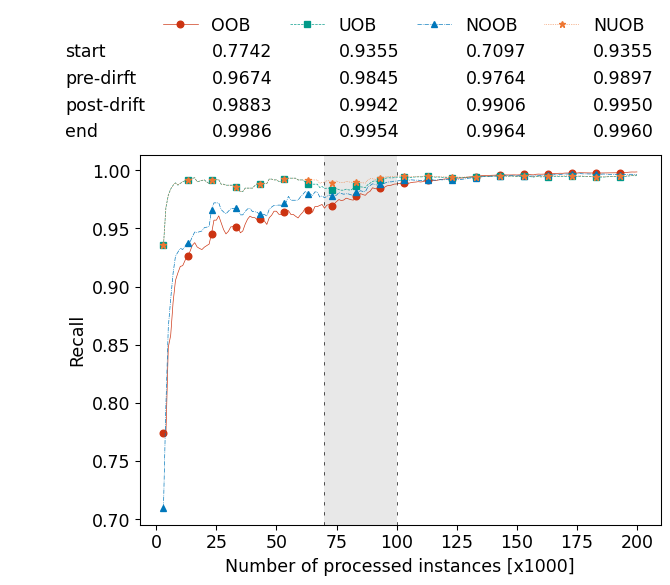 OOB UOB NOOB NUOB
start 0.7742 0.9355 0.7097 0.9355
pre-dirft 0.9674 0.9845 0.9764 0.9897
post-drift 0.9883 0.9942 0.9906 0.9950
end 0.9986 0.9954 0.9964 0.9960
1.00
0.95
0.90
0.85
0.80
0.75
0.70
Recall
0 25 50 75 100 125 150 175 200
Number of processed instances [x1000]